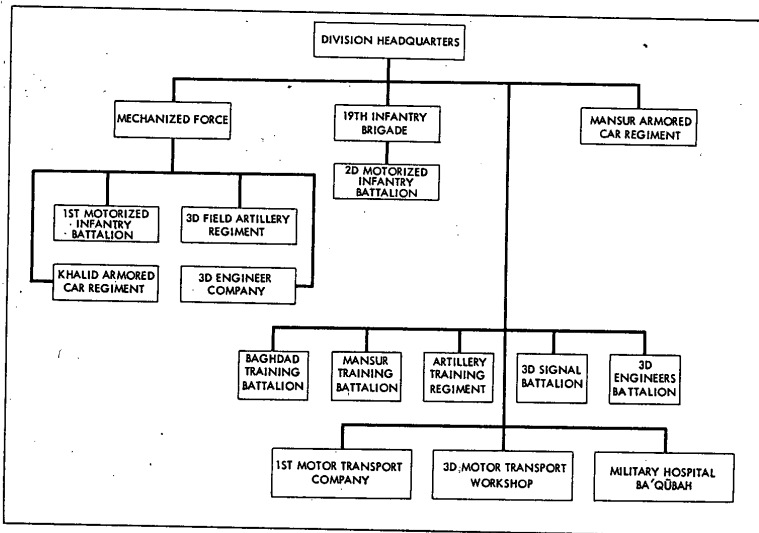 DIVISION HEADQUARTERS
MECHANIZED FORCE
19TH INFANTRY
BRIGADE
MANSUR ARMORED
CAR REGIMENT
2D MOTORIZED
INFANTRY
BATTALION
1ST MOTORIZED
INFANTRY
BATTALION
3D FIELD ARTILLERY
REGIMENT
KHALID ARMORED
CAR REGIMENT
3D ENGINEER
COMPANY
BAGHDAD
TRAINING
BATTALION
MANSUR
TRAINING
BATTALION
ARTILLERY
TRAINING
REGIMENT
3D SIGNAL
BATTALION
3D
ENGINEERS
BATTALION
1ST MOTOR TRANSPORT
COMPANY
3D MOTOR TRANSPORT
WORKSHOP
MILITARY HOSPITAL
BA'QŪBAH